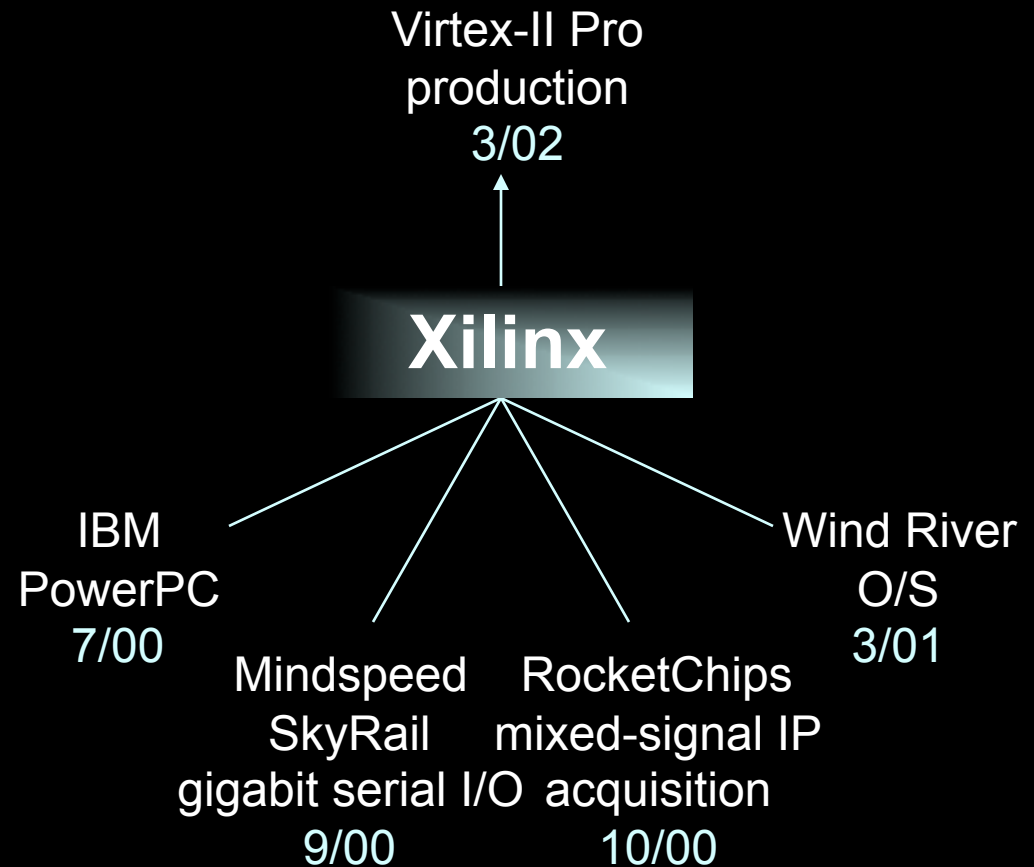 Virtex-II Pro
production
3/02
Xilinx
IBM
PowerPC
7/00
Mindspeed
SkyRail
gigabit serial I/O
9/00
RocketChips
mixed-signal IP
acquisition
10/00
Wind River
O/S
3/01